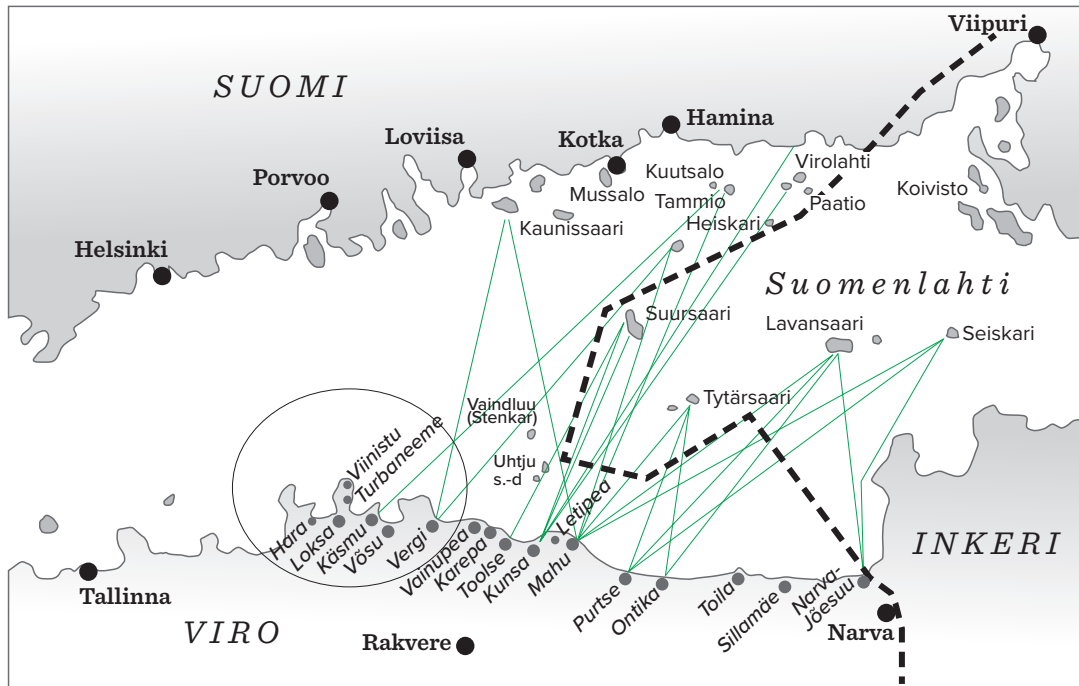 Viipuri
SUOMI
Hamina
Loviisa
Kotka
Virolahti
Kuutsalo
Porvoo
Mussalo
Tammio
Paatio
Koivisto
Kaunissaari
Heiskari
Helsinki
Suomenlahti
Suursaari
Lavansaari
Seiskari
Vaindluu
(Stenkar)
Tytärsaari
Viinistu
Turbaneeme
Uhtju
s.-d
Letipea
Hara
Loksa
Käsmu
Võsu
Vergi
Vainupea
Karepa
Toolse
Kunsa
Mahu
Purtse
Ontika
Toila
Sillamäe
Narva-
Jõesuu
INKERI
Tallinna
VIRO
Rakvere
Narva